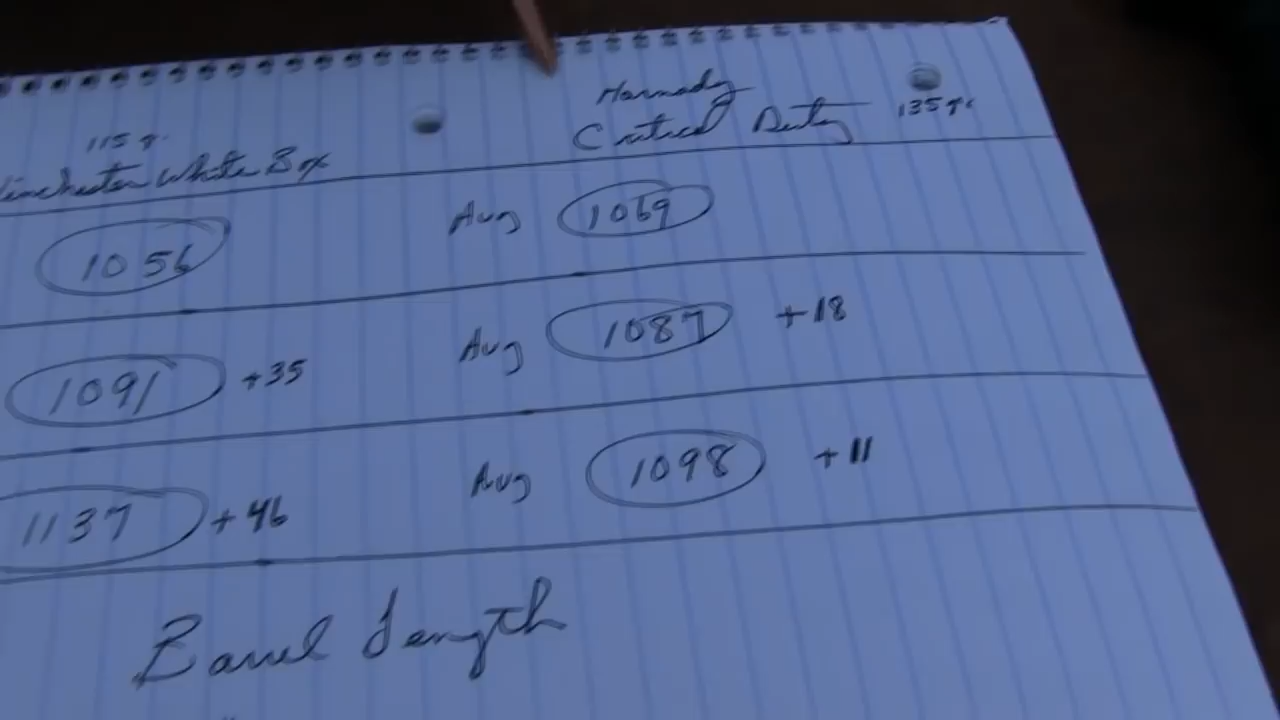 Hornady
115 gr. Critical Duty 135 gr.
Winchester White Box
1056 Avg 1069
1091 +35 Avg 1087 +18
1137 +46 Avg 1098 +11
Barrel Length